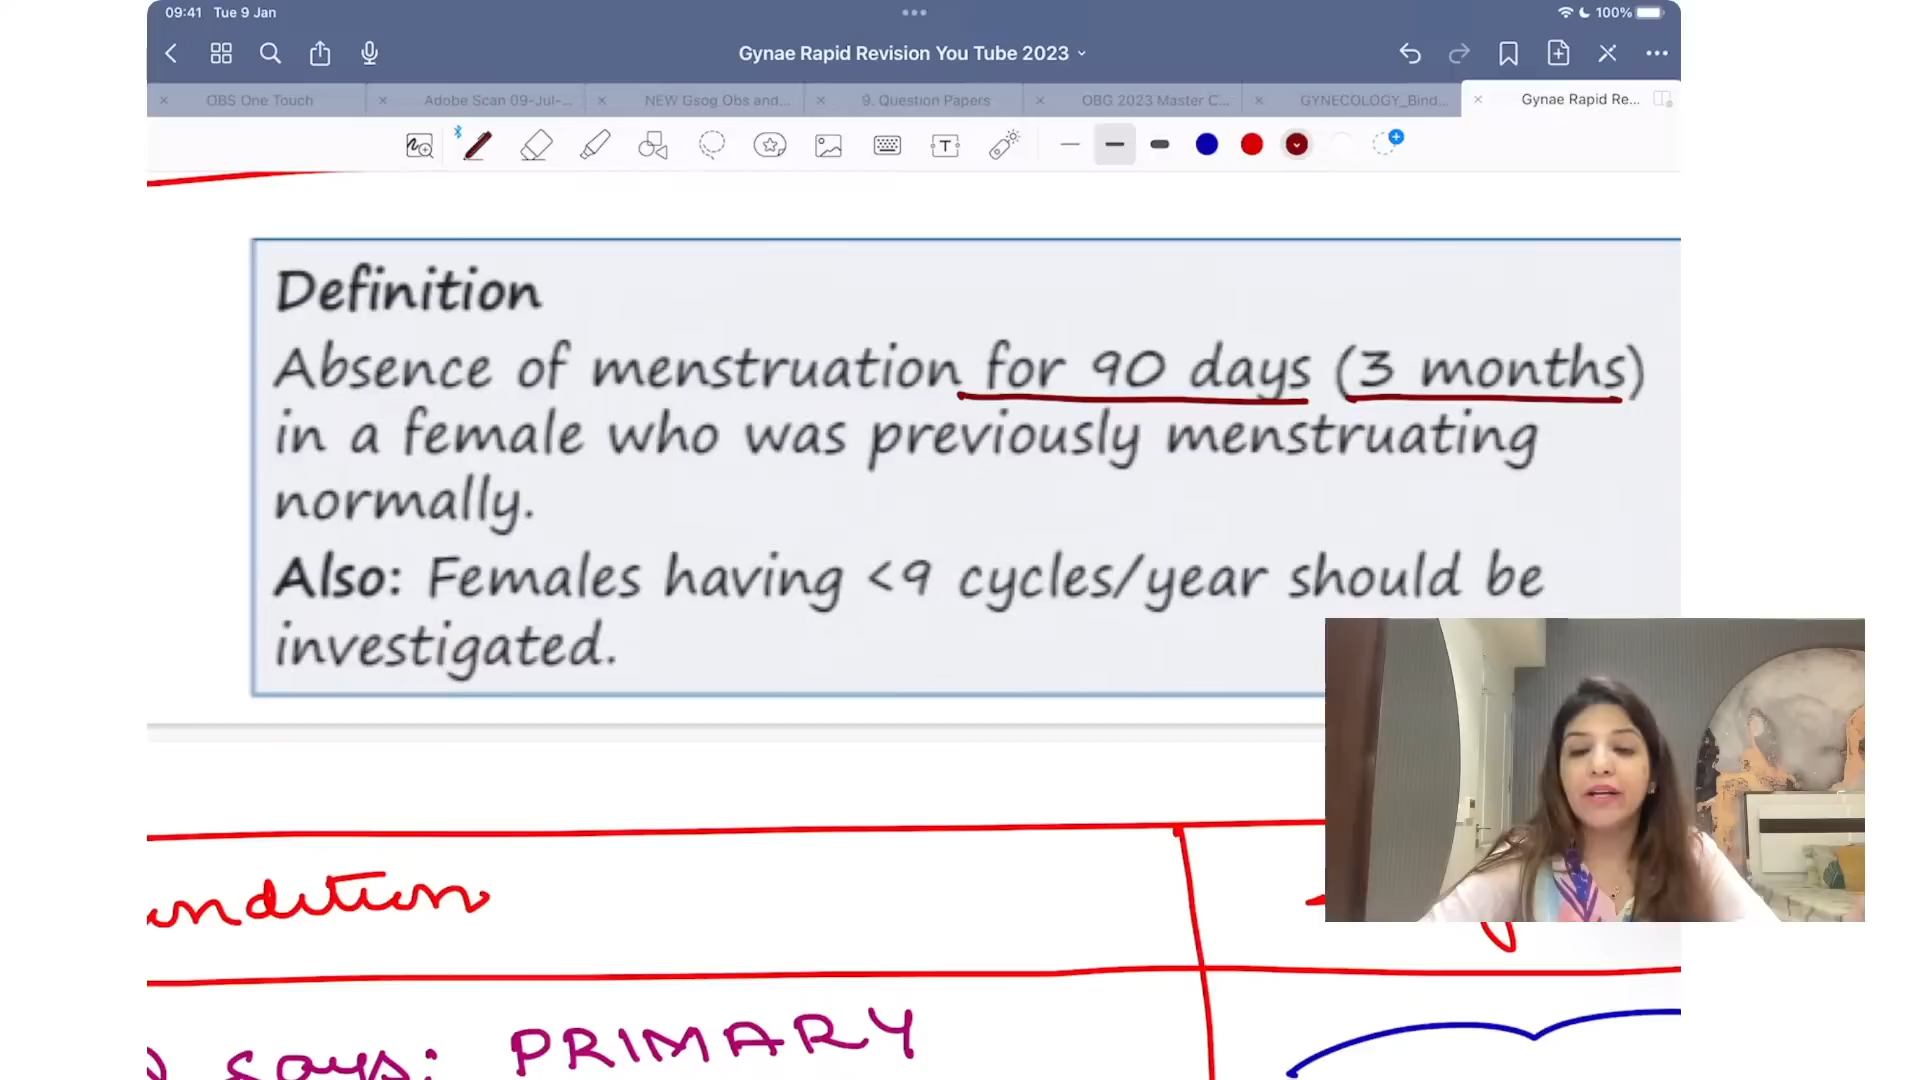 09:41 Tue 9 Jan
100%
Gynae Rapid Revision You Tube 2023
OBS One Touch
Adobe Scan 09-Jul-...
NEW Gsog Obs and...
9. Question Papers
OBG 2023 Master C...
GYNECOLOGY_Bind...
Gynae Rapid Re...
T
Definition
Absence of menstruation for 90 days (3 months)
in a female who was previously menstruating
normally.
Also: Females having <9 cycles/year should be
investigated.
ondition
says: PRIMARY